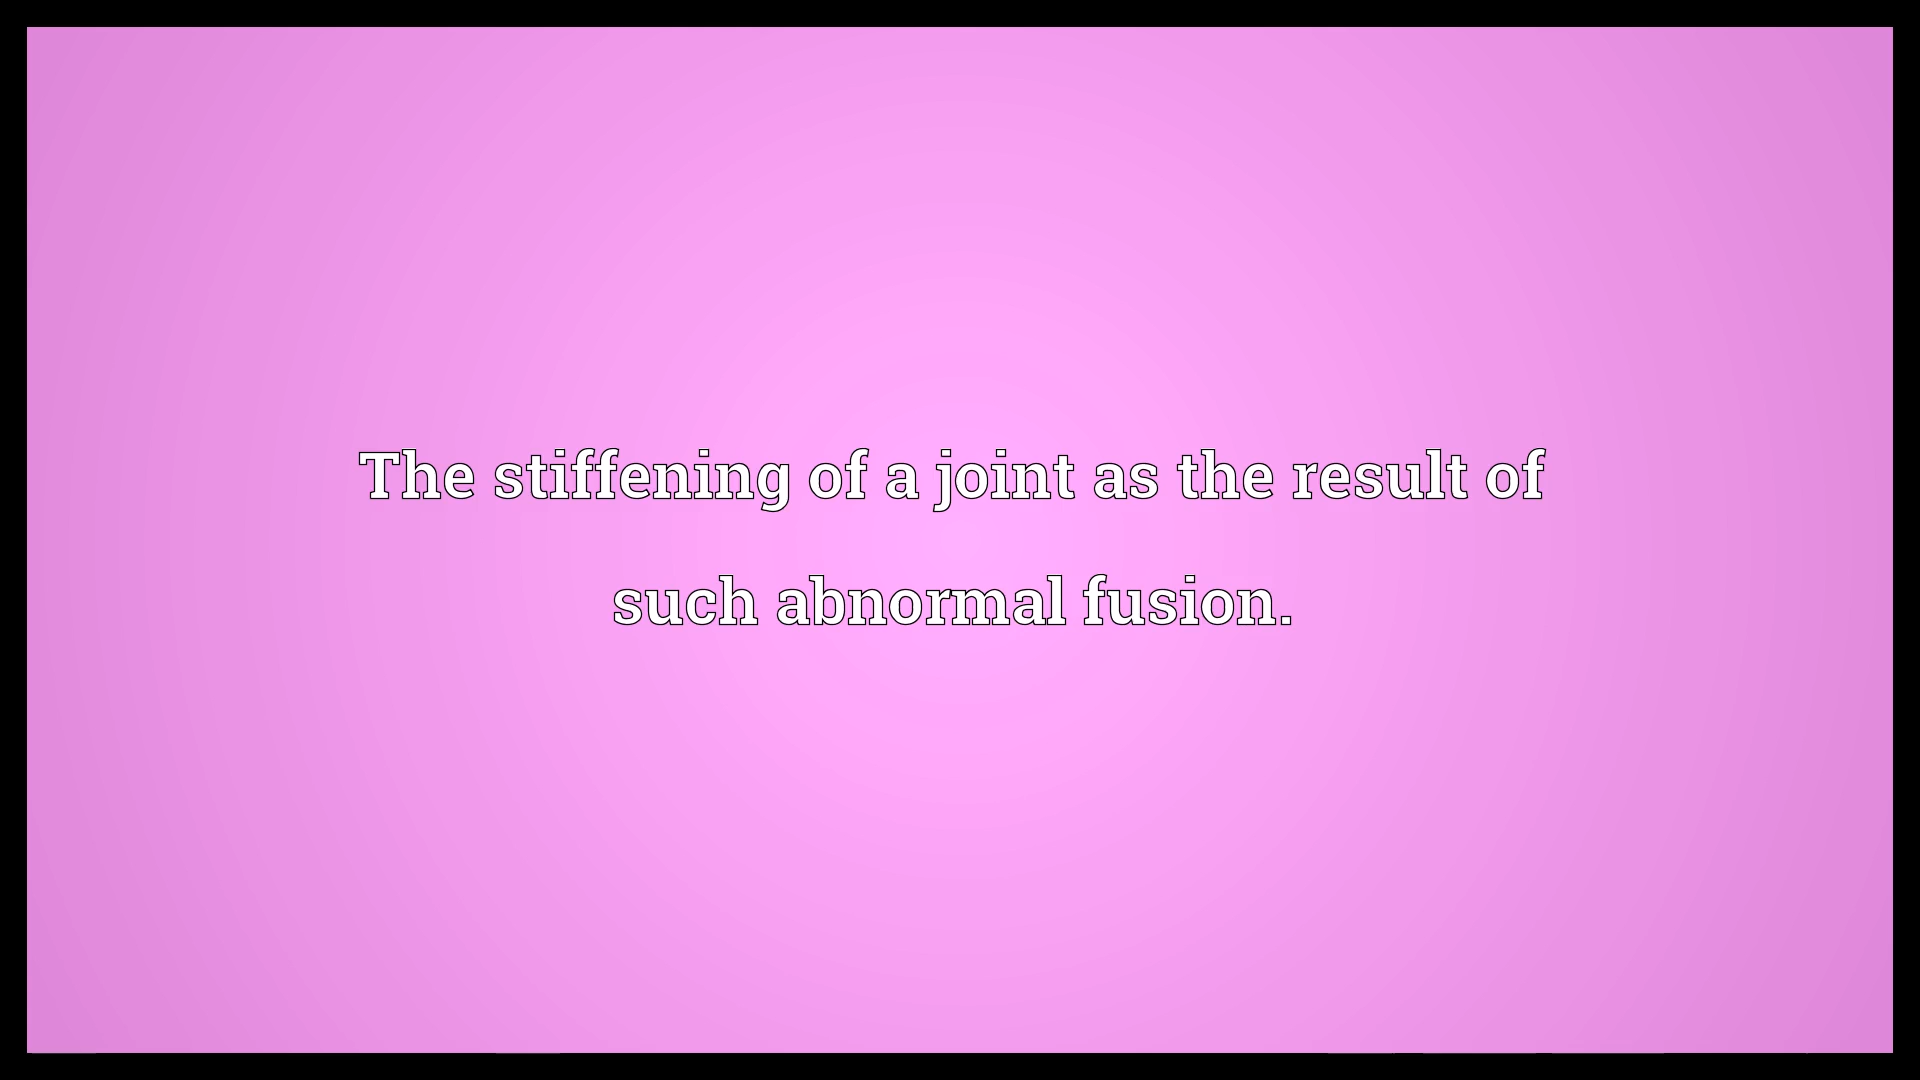 The stiffening of a joint as the result of
such abnormal fusion.